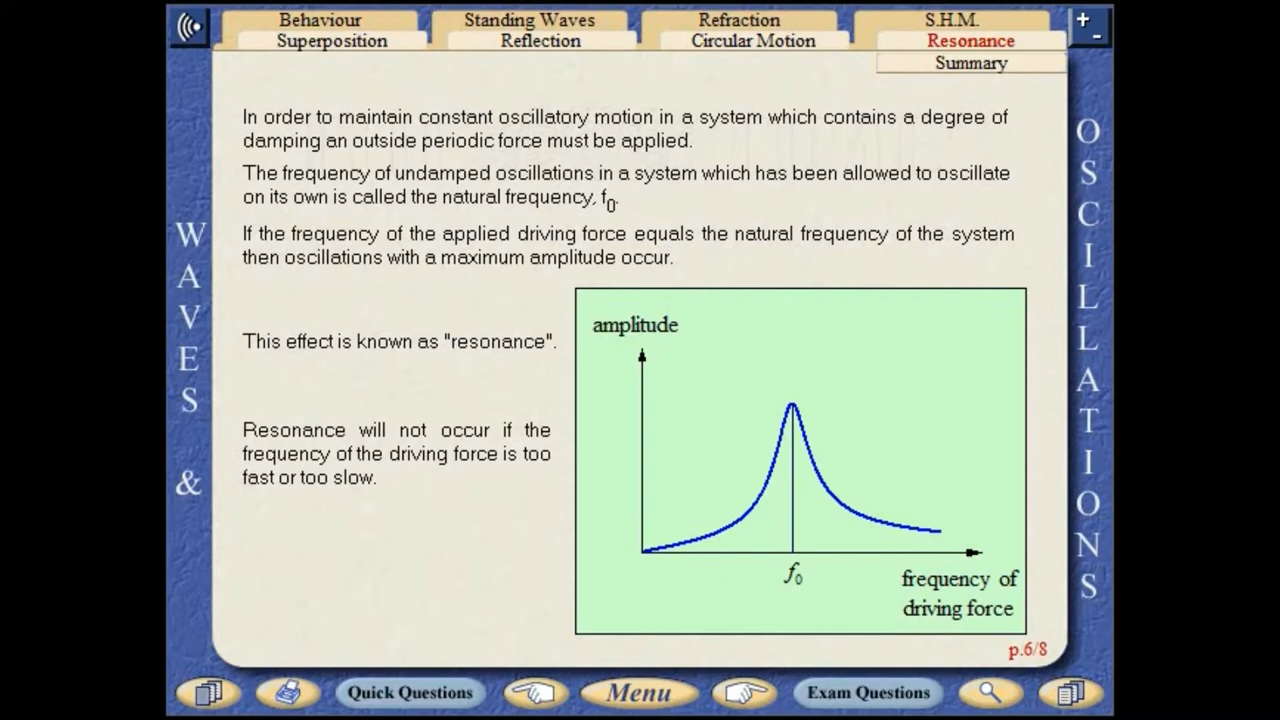 Behaviour
Standing Waves
Refraction
S.H.M.
Superposition
Reflection
Circular Motion
Resonance
Summary
+
-
In order to maintain constant oscillatory motion in a system which contains a degree of
damping an outside periodic force must be applied.
The frequency of undamped oscillations in a system which has been allowed to oscillate
on its own is called the natural frequency, f0.
If the frequency of the applied driving force equals the natural frequency of the system
then oscillations with a maximum amplitude occur.
This effect is known as "resonance".
Resonance will not occur if the
frequency of the driving force is too
fast or too slow.
amplitude
f0
frequency of
driving force
p.6/8
WAVES &
OSCILLATIONS
Quick Questions
Menu
Exam Questions